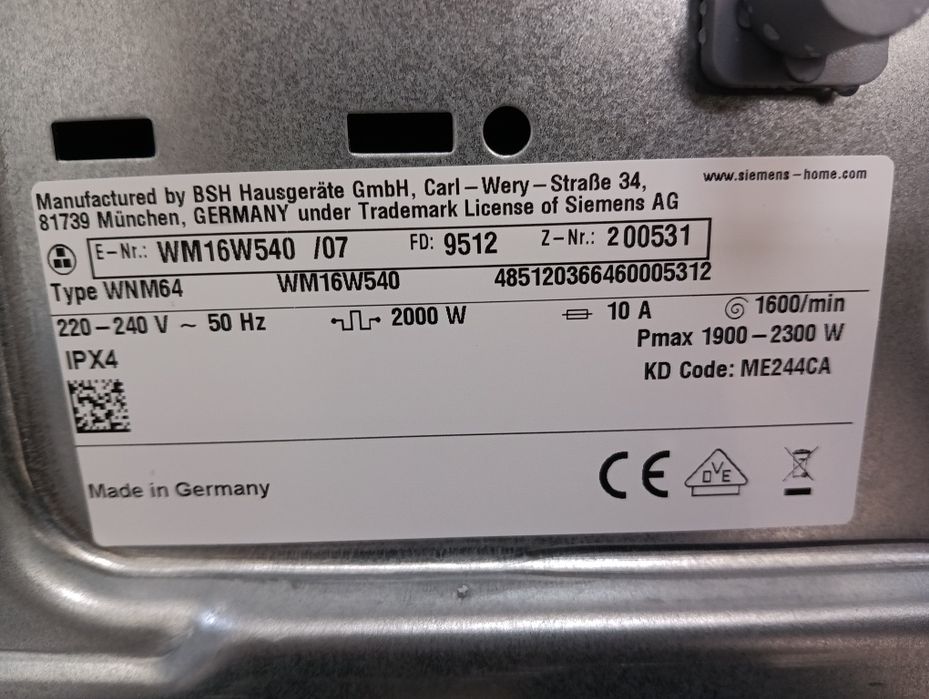 Manufactured by BSH Hausgeräte GmbH, Carl-Wery-Straße 34,
www.siemens-home.com
81739 München, GERMANY under Trademark License of Siemens AG
E-Nr.: WM16W540 /07 FD: 9512 Z-Nr.: 200531
Type WNM64 WM16W540 485120366460005312
220-240 V ~ 50 Hz 2000 W 10 A 1600/min
Pmax 1900-2300 W
IPX4
KD Code: ME244CA
Made in Germany
CE
DVE